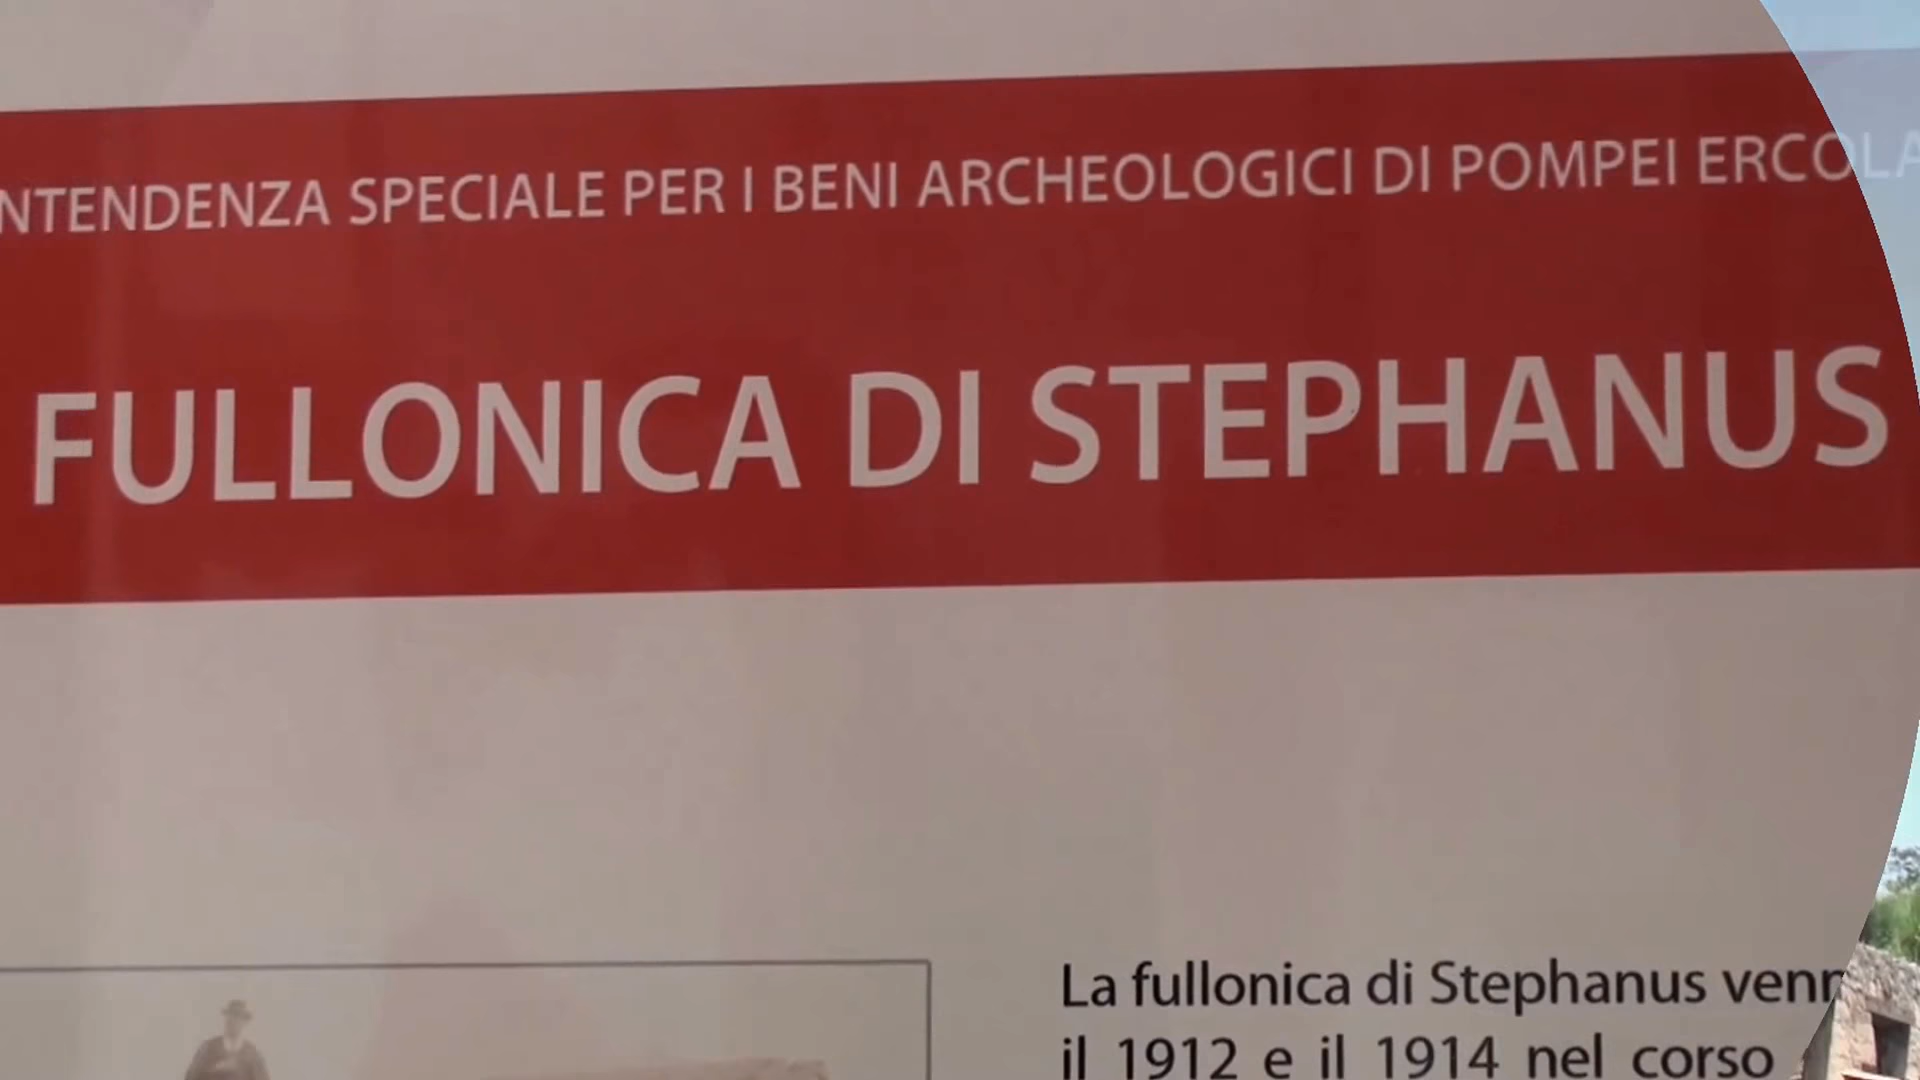 NTENDENZA SPECIALE PER I BENI ARCHEOLOGICI DI POMPEI ERCOLA
FULLONICA DI STEPHANUS
La fullonica di Stephanus venn
il 1912 e il 1914 nel corso